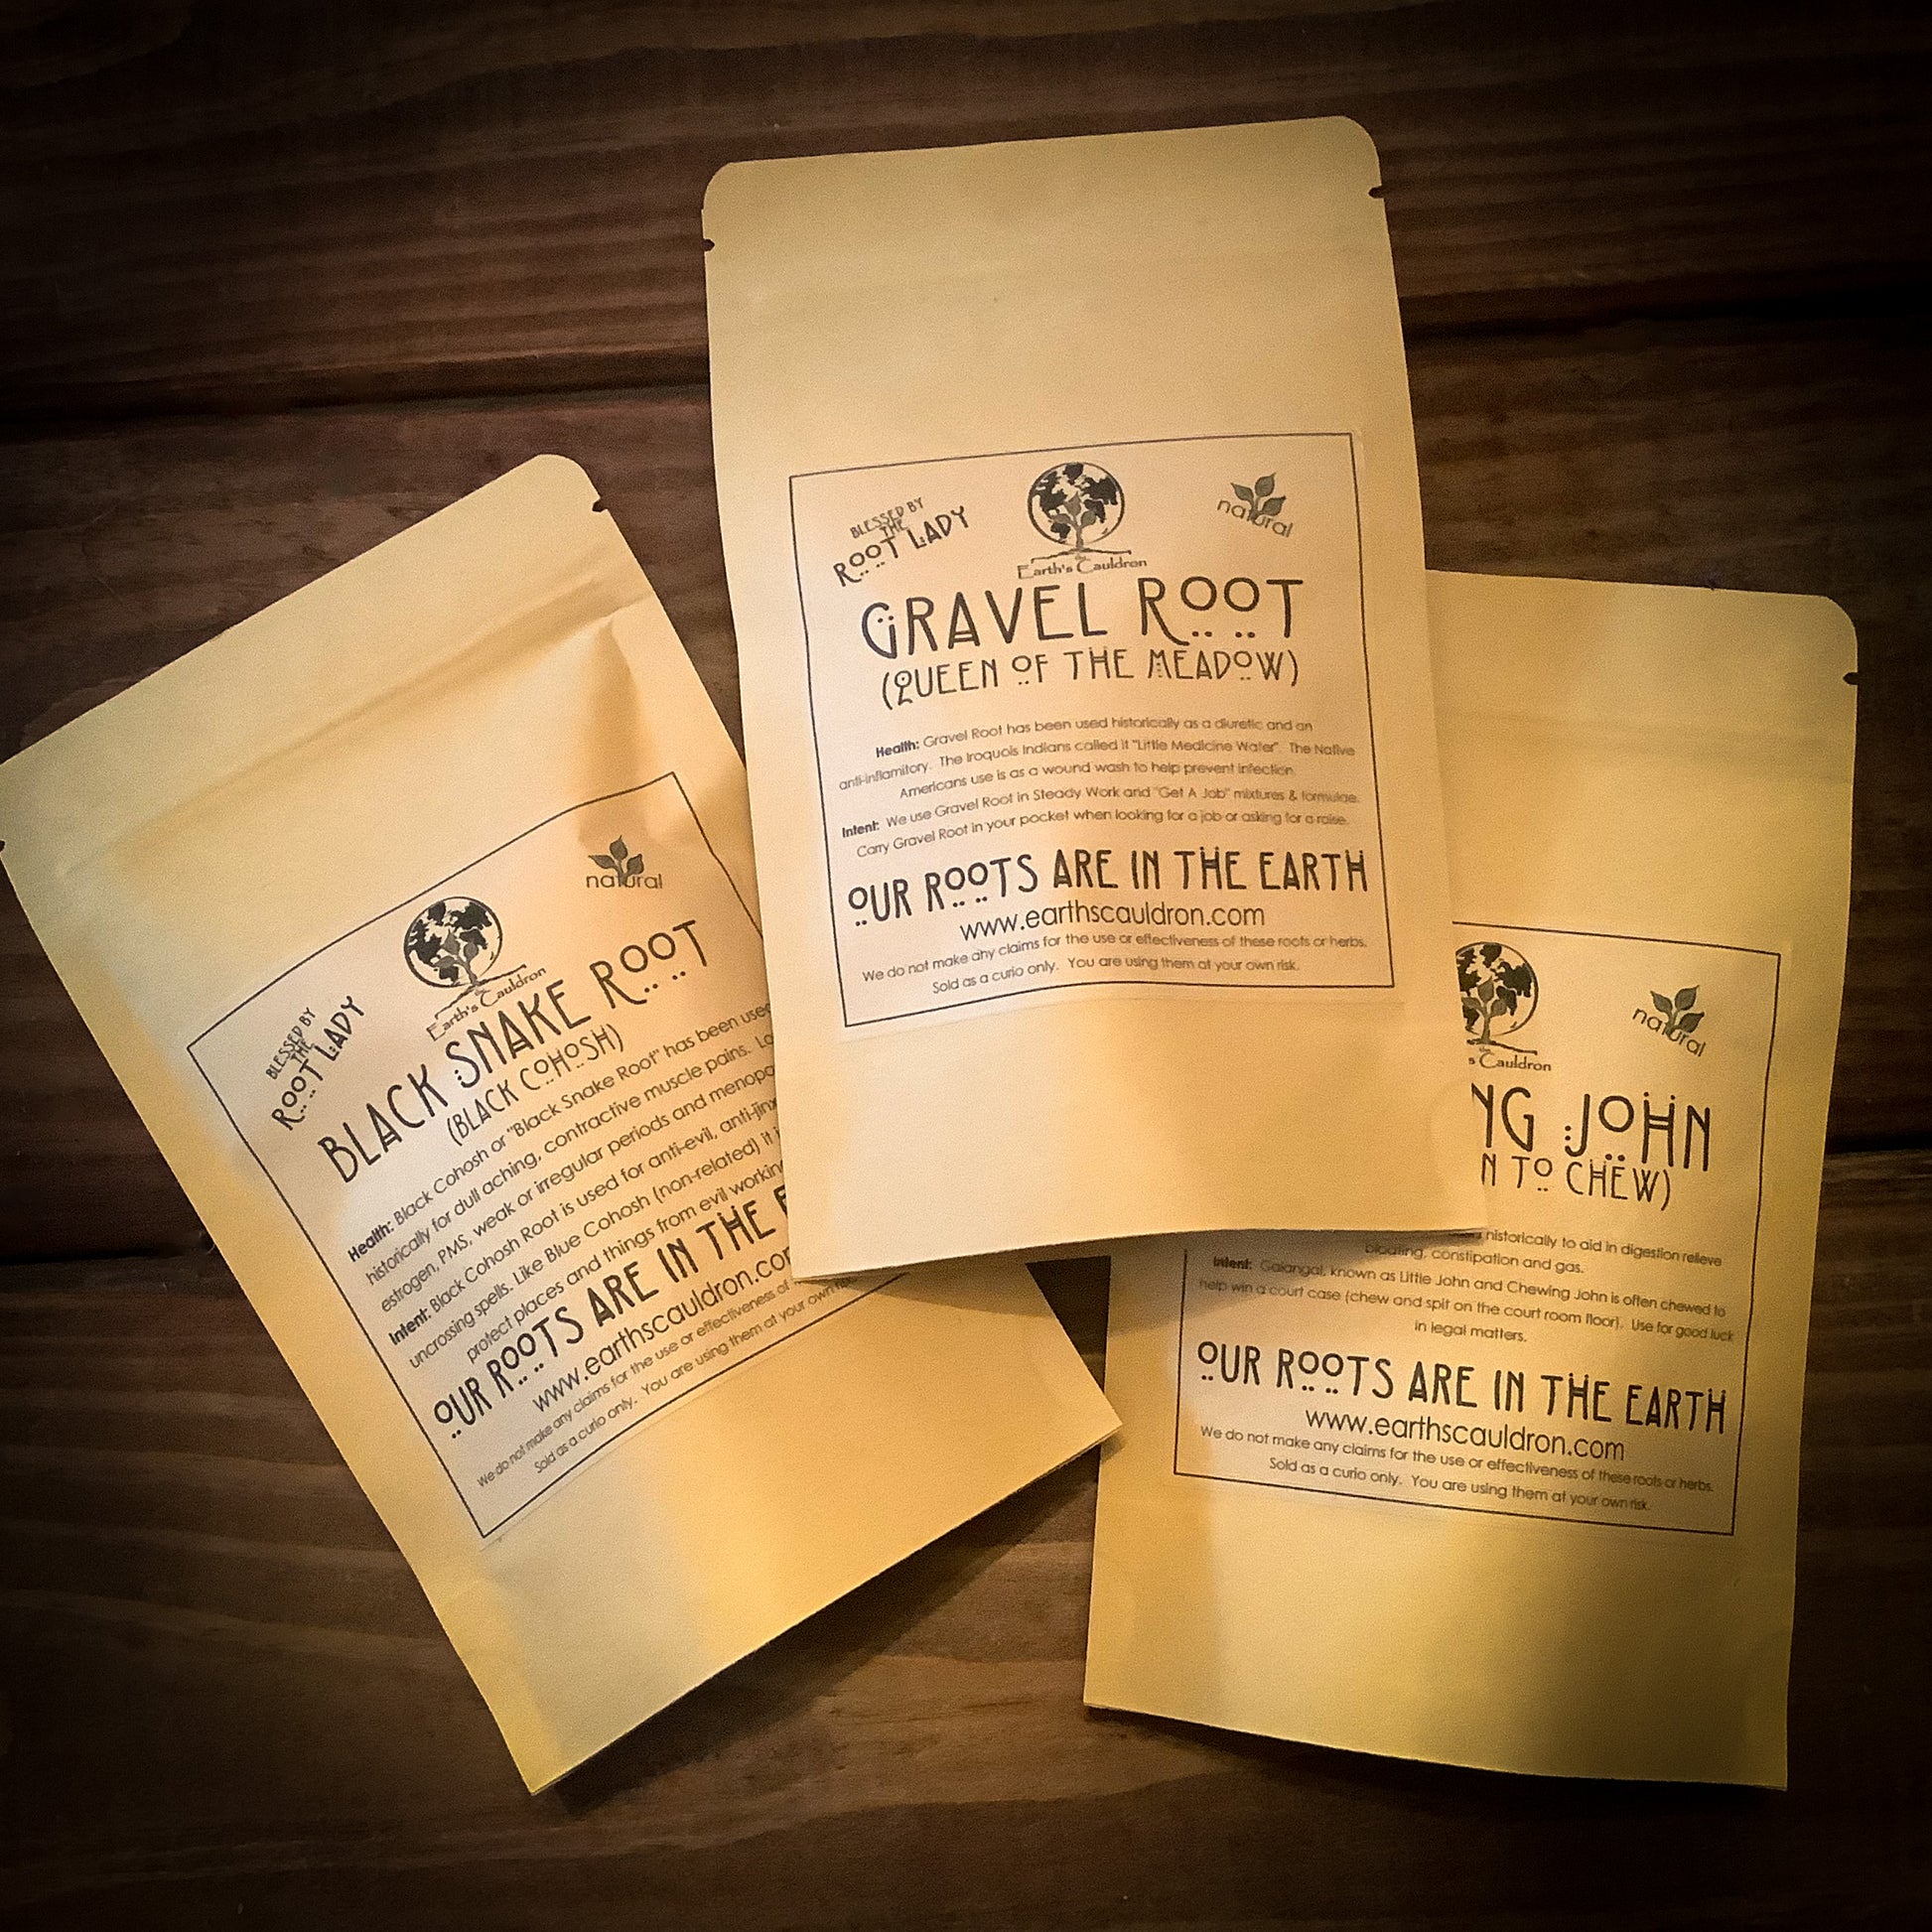 BLESSED BY
THE
ROOT LADY
the
Earth's Cauldron
natural
GRAVEL ROOT
(QUEEN OF THE MEADOW)
Health: Gravel Root has been used historically as a diuretic and an
anti-inflamitory. The Iroquois Indians called it "Little Medicine Water". The Native
Americans use is as a wound wash to help prevent infection.
Intent: We use Gravel Root in Steady Work and "Get A Job" mixtures & formulae.
Carry Gravel Root in your pocket when looking for a job or asking for a raise.
OUR ROOTS ARE IN THE EARTH
www.earthscauldron.com
We do not make any claims for the use or effectiveness of these roots or herbs.
Sold as a curio only. You are using them at your own risk.
BLESSED BY
THE
ROOT LADY
the
Earth's Cauldron
natural
BLACK SNAKE ROOT
(BLACK COHOSH)
Health: Black Cohosh or "Black Snake Root" has been used
historically for dull aching, contractive muscle pains. Lo
estrogen, PMS, weak or irregular periods and menopa
Intent: Black Cohosh Root is used for anti-evil, anti-jinx
uncrossing spells. Like Blue Cohosh (non-related) it i
protect places and things from evil working
OUR ROOTS ARE IN THE E
www.earthscauldron.com
We do not make any claims for the use or effectiveness of
Sold as a curio only. You are using them at your own risk.
s Cauldron
natural
NG JOHN
N TO CHEW)
historically to aid in digestion relieve
bloating, constipation and gas.
Intent: Galangal, known as Little John and Chewing John is often chewed to
help win a court case (chew and spit on the court room floor). Use for good luck
in legal matters.
OUR ROOTS ARE IN THE EARTH
www.earthscauldron.com
We do not make any claims for the use or effectiveness of these roots or herbs.
Sold as a curio only. You are using them at your own risk.